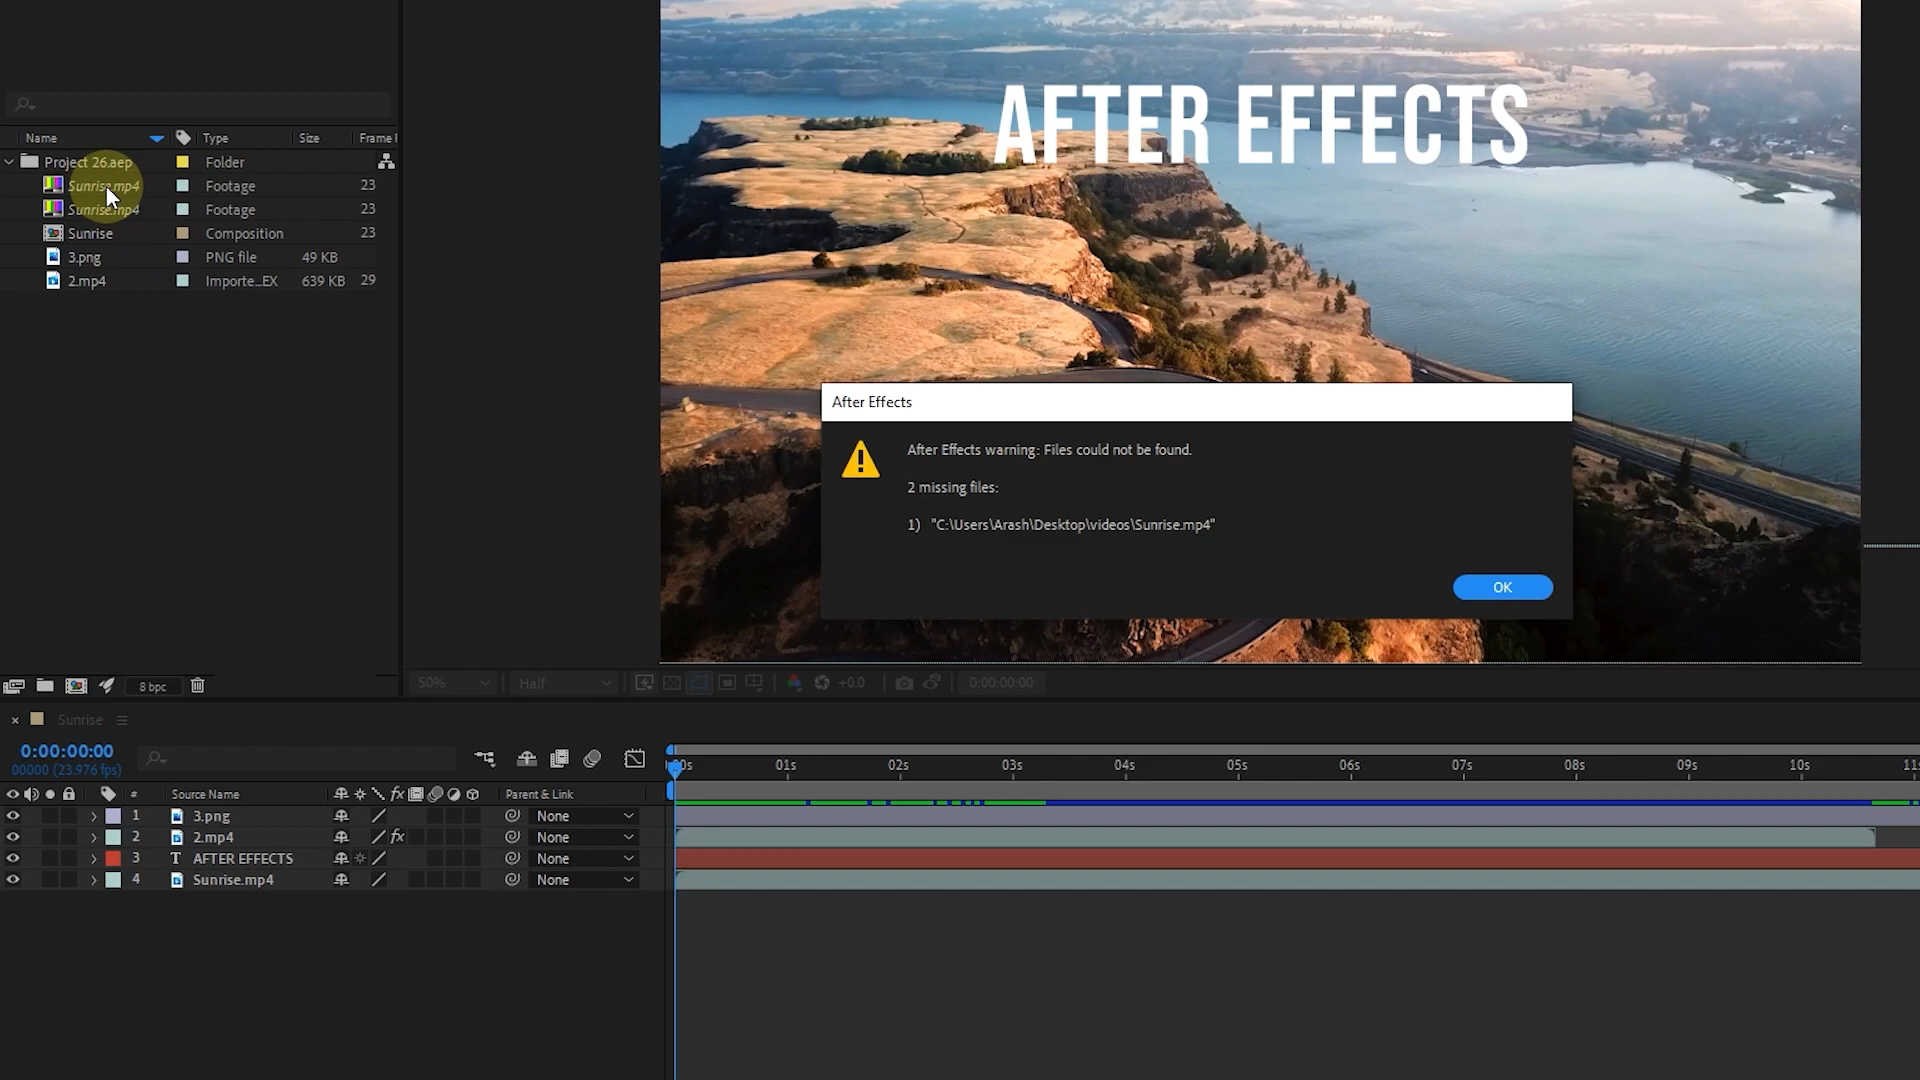 AFTER EFFECTS
Name Type Size Frame
Project 26.aep Folder
Sunrise.mp4 Footage 23
Sunrise.mp4 Footage 23
Sunrise Composition 23
3.png PNG file 49 KB
2.mp4 Importe...EX 639 KB 29
After Effects
After Effects warning: Files could not be found.
2 missing files:
1) "C:\Users\Arash\Desktop\videos\Sunrise.mp4"
OK
8 bpc
50% Half +0.0 0:00:00:00
Sunrise
0:00:00:00
00000 (23.976 fps)
00s 01s 02s 03s 04s 05s 06s 07s 08s 09s 10s 11s
# Source Name fx Parent & Link
1 3.png None
2 2.mp4 fx None
3 T AFTER EFFECTS None
4 Sunrise.mp4 None